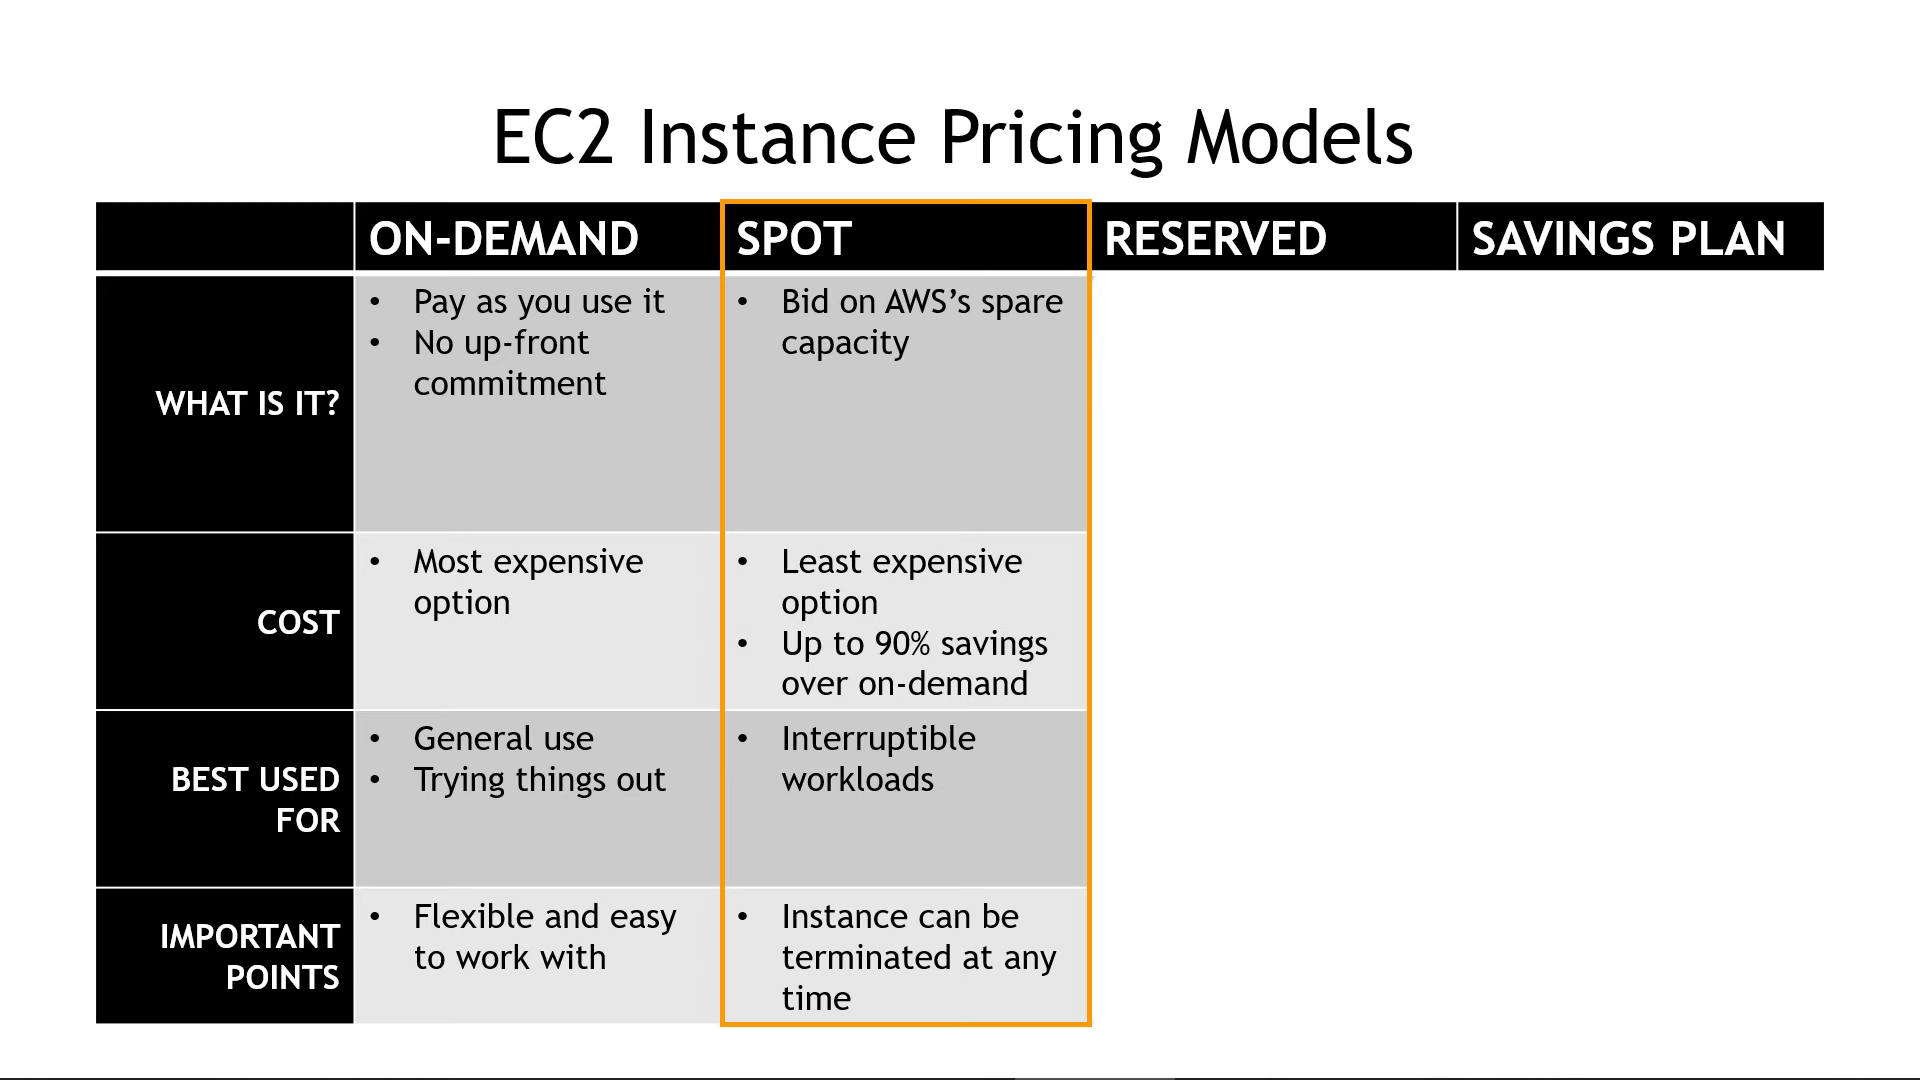 EC2 Instance Pricing Models
ON-DEMAND
SPOT
RESERVED
SAVINGS PLAN
WHAT IS IT?
• Pay as you use it
• No up-front
commitment
• Bid on AWS’s spare
capacity
COST
• Most expensive
option
• Least expensive
option
• Up to 90% savings
over on-demand
BEST USED
FOR
• General use
• Trying things out
• Interruptible
workloads
IMPORTANT
POINTS
• Flexible and easy
to work with
• Instance can be
terminated at any
time